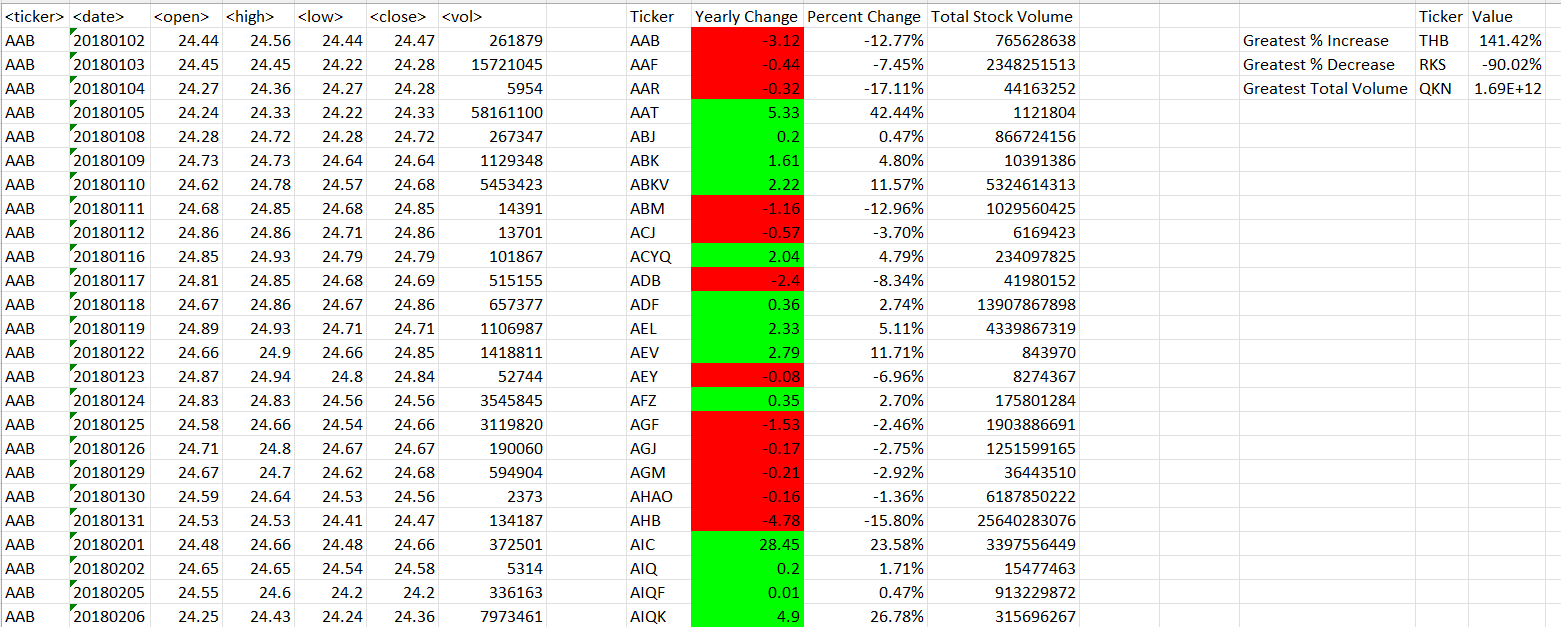 <ticker> <date> <open> <high> <low> <close> <vol> Ticker Yearly Change Percent Change Total Stock Volume Ticker Value
AAB 20180102 24.44 24.56 24.44 24.47 261879 AAB -3.12 -12.77% 765628638 Greatest % Increase THB 141.42%
AAB 20180103 24.45 24.45 24.22 24.28 15721045 AAF -0.44 -7.45% 2348251513 Greatest % Decrease RKS -90.02%
AAB 20180104 24.27 24.36 24.27 24.28 5954 AAR -0.32 -17.11% 44163252 Greatest Total Volume QKN 1.69E+12
AAB 20180105 24.24 24.33 24.22 24.33 58161100 AAT 5.33 42.44% 1121804
AAB 20180108 24.28 24.72 24.28 24.72 267347 ABJ 0.2 0.47% 866724156
AAB 20180109 24.73 24.73 24.64 24.64 1129348 ABK 1.61 4.80% 10391386
AAB 20180110 24.62 24.78 24.57 24.68 5453423 ABKV 2.22 11.57% 5324614313
AAB 20180111 24.68 24.85 24.68 24.85 14391 ABM -1.16 -12.96% 1029560425
AAB 20180112 24.86 24.86 24.71 24.86 13701 ACJ -0.57 -3.70% 6169423
AAB 20180116 24.85 24.93 24.79 24.79 101867 ACYQ 2.04 4.79% 234097825
AAB 20180117 24.81 24.85 24.68 24.69 515155 ADB -2.4 -8.34% 41980152
AAB 20180118 24.67 24.86 24.67 24.86 657377 ADF 0.36 2.74% 13907867898
AAB 20180119 24.89 24.93 24.71 24.71 1106987 AEL 2.33 5.11% 4339867319
AAB 20180122 24.66 24.9 24.66 24.85 1418811 AEV 2.79 11.71% 843970
AAB 20180123 24.87 24.94 24.8 24.84 52744 AEY -0.08 -6.96% 8274367
AAB 20180124 24.83 24.83 24.56 24.56 3545845 AFZ 0.35 2.70% 175801284
AAB 20180125 24.58 24.66 24.54 24.66 3119820 AGF -1.53 -2.46% 1903886691
AAB 20180126 24.71 24.8 24.67 24.67 190060 AGJ -0.17 -2.75% 1251599165
AAB 20180129 24.67 24.7 24.62 24.68 594904 AGM -0.21 -2.92% 36443510
AAB 20180130 24.59 24.64 24.53 24.56 2373 AHAO -0.16 -1.36% 6187850222
AAB 20180131 24.53 24.53 24.41 24.47 134187 AHB -4.78 -15.80% 25640283076
AAB 20180201 24.48 24.66 24.48 24.66 372501 AIC 28.45 23.58% 3397556449
AAB 20180202 24.65 24.65 24.54 24.58 5314 AIQ 0.2 1.71% 15477463
AAB 20180205 24.55 24.6 24.2 24.2 336163 AIQF 0.01 0.47% 913229872
AAB 20180206 24.25 24.43 24.24 24.36 7973461 AIQK 4.9 26.78% 315696267